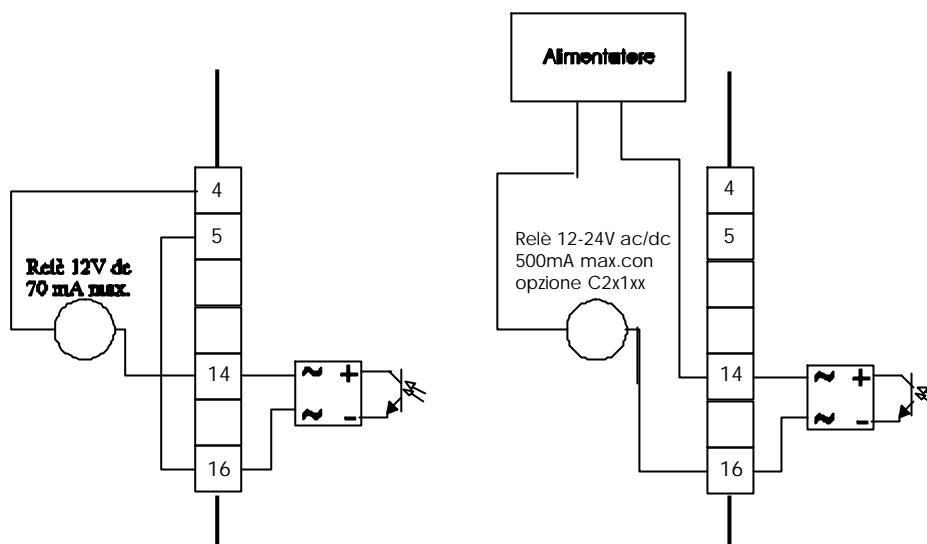 Alimentatore
4
5
Relè 12V dc
70 mA max.
14
~ +
~ -
16
4
5
Relè 12-24V ac/dc
500mA max.con
opzione C2x1xx
14
~ +
~ -
16